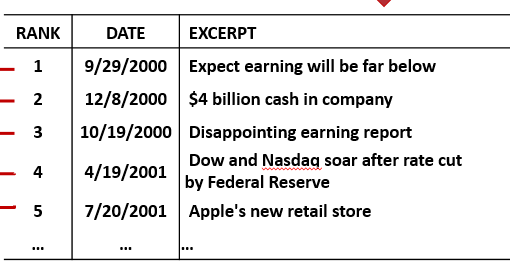 RANK DATE EXCERPT
1 9/29/2000 Expect earning will be far below
2 12/8/2000 $4 billion cash in company
3 10/19/2000 Disappointing earning report
4 4/19/2001 Dow and Nasdaq soar after rate cut
by Federal Reserve
5 7/20/2001 Apple's new retail store
... ... ...